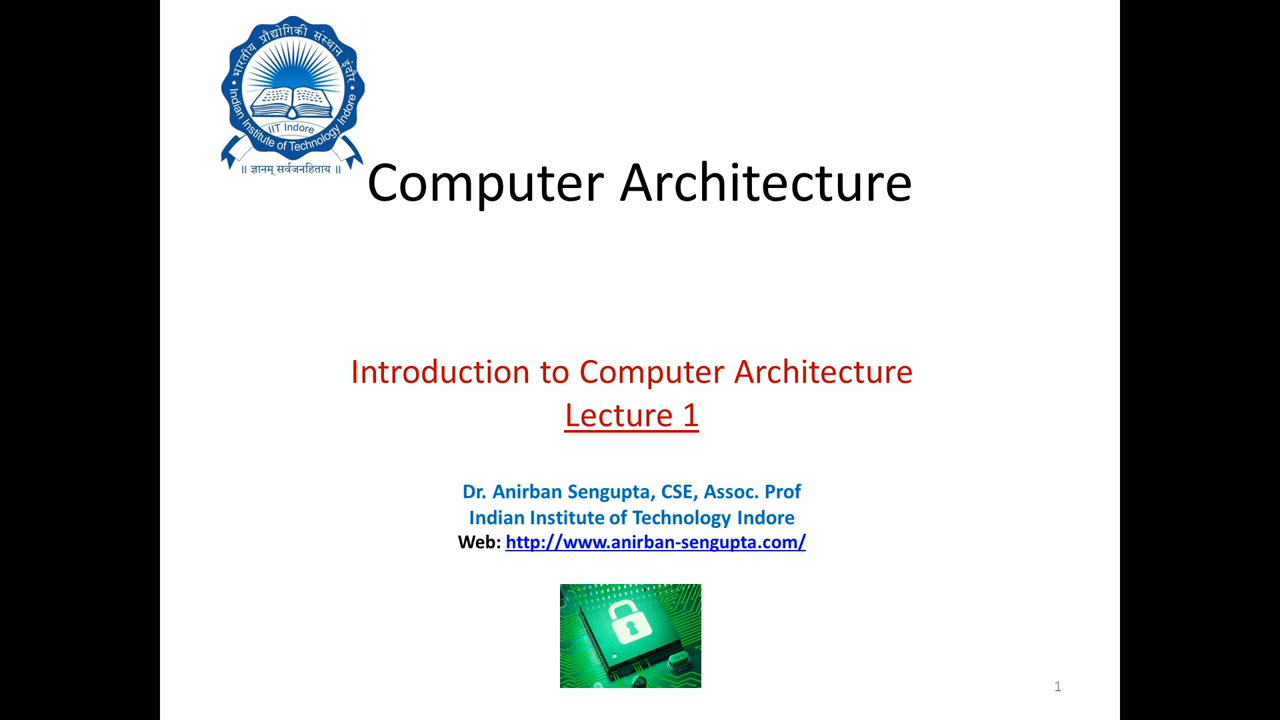 भारतीय प्रौद्योगिकी संस्थान इंदौर
Indian Institute of Technology Indore
IIT Indore
॥ ज्ञानम् सर्वजनहिताय ॥
Computer Architecture
Introduction to Computer Architecture
Lecture 1
Dr. Anirban Sengupta, CSE, Assoc. Prof
Indian Institute of Technology Indore
Web: http://www.anirban-sengupta.com/
1